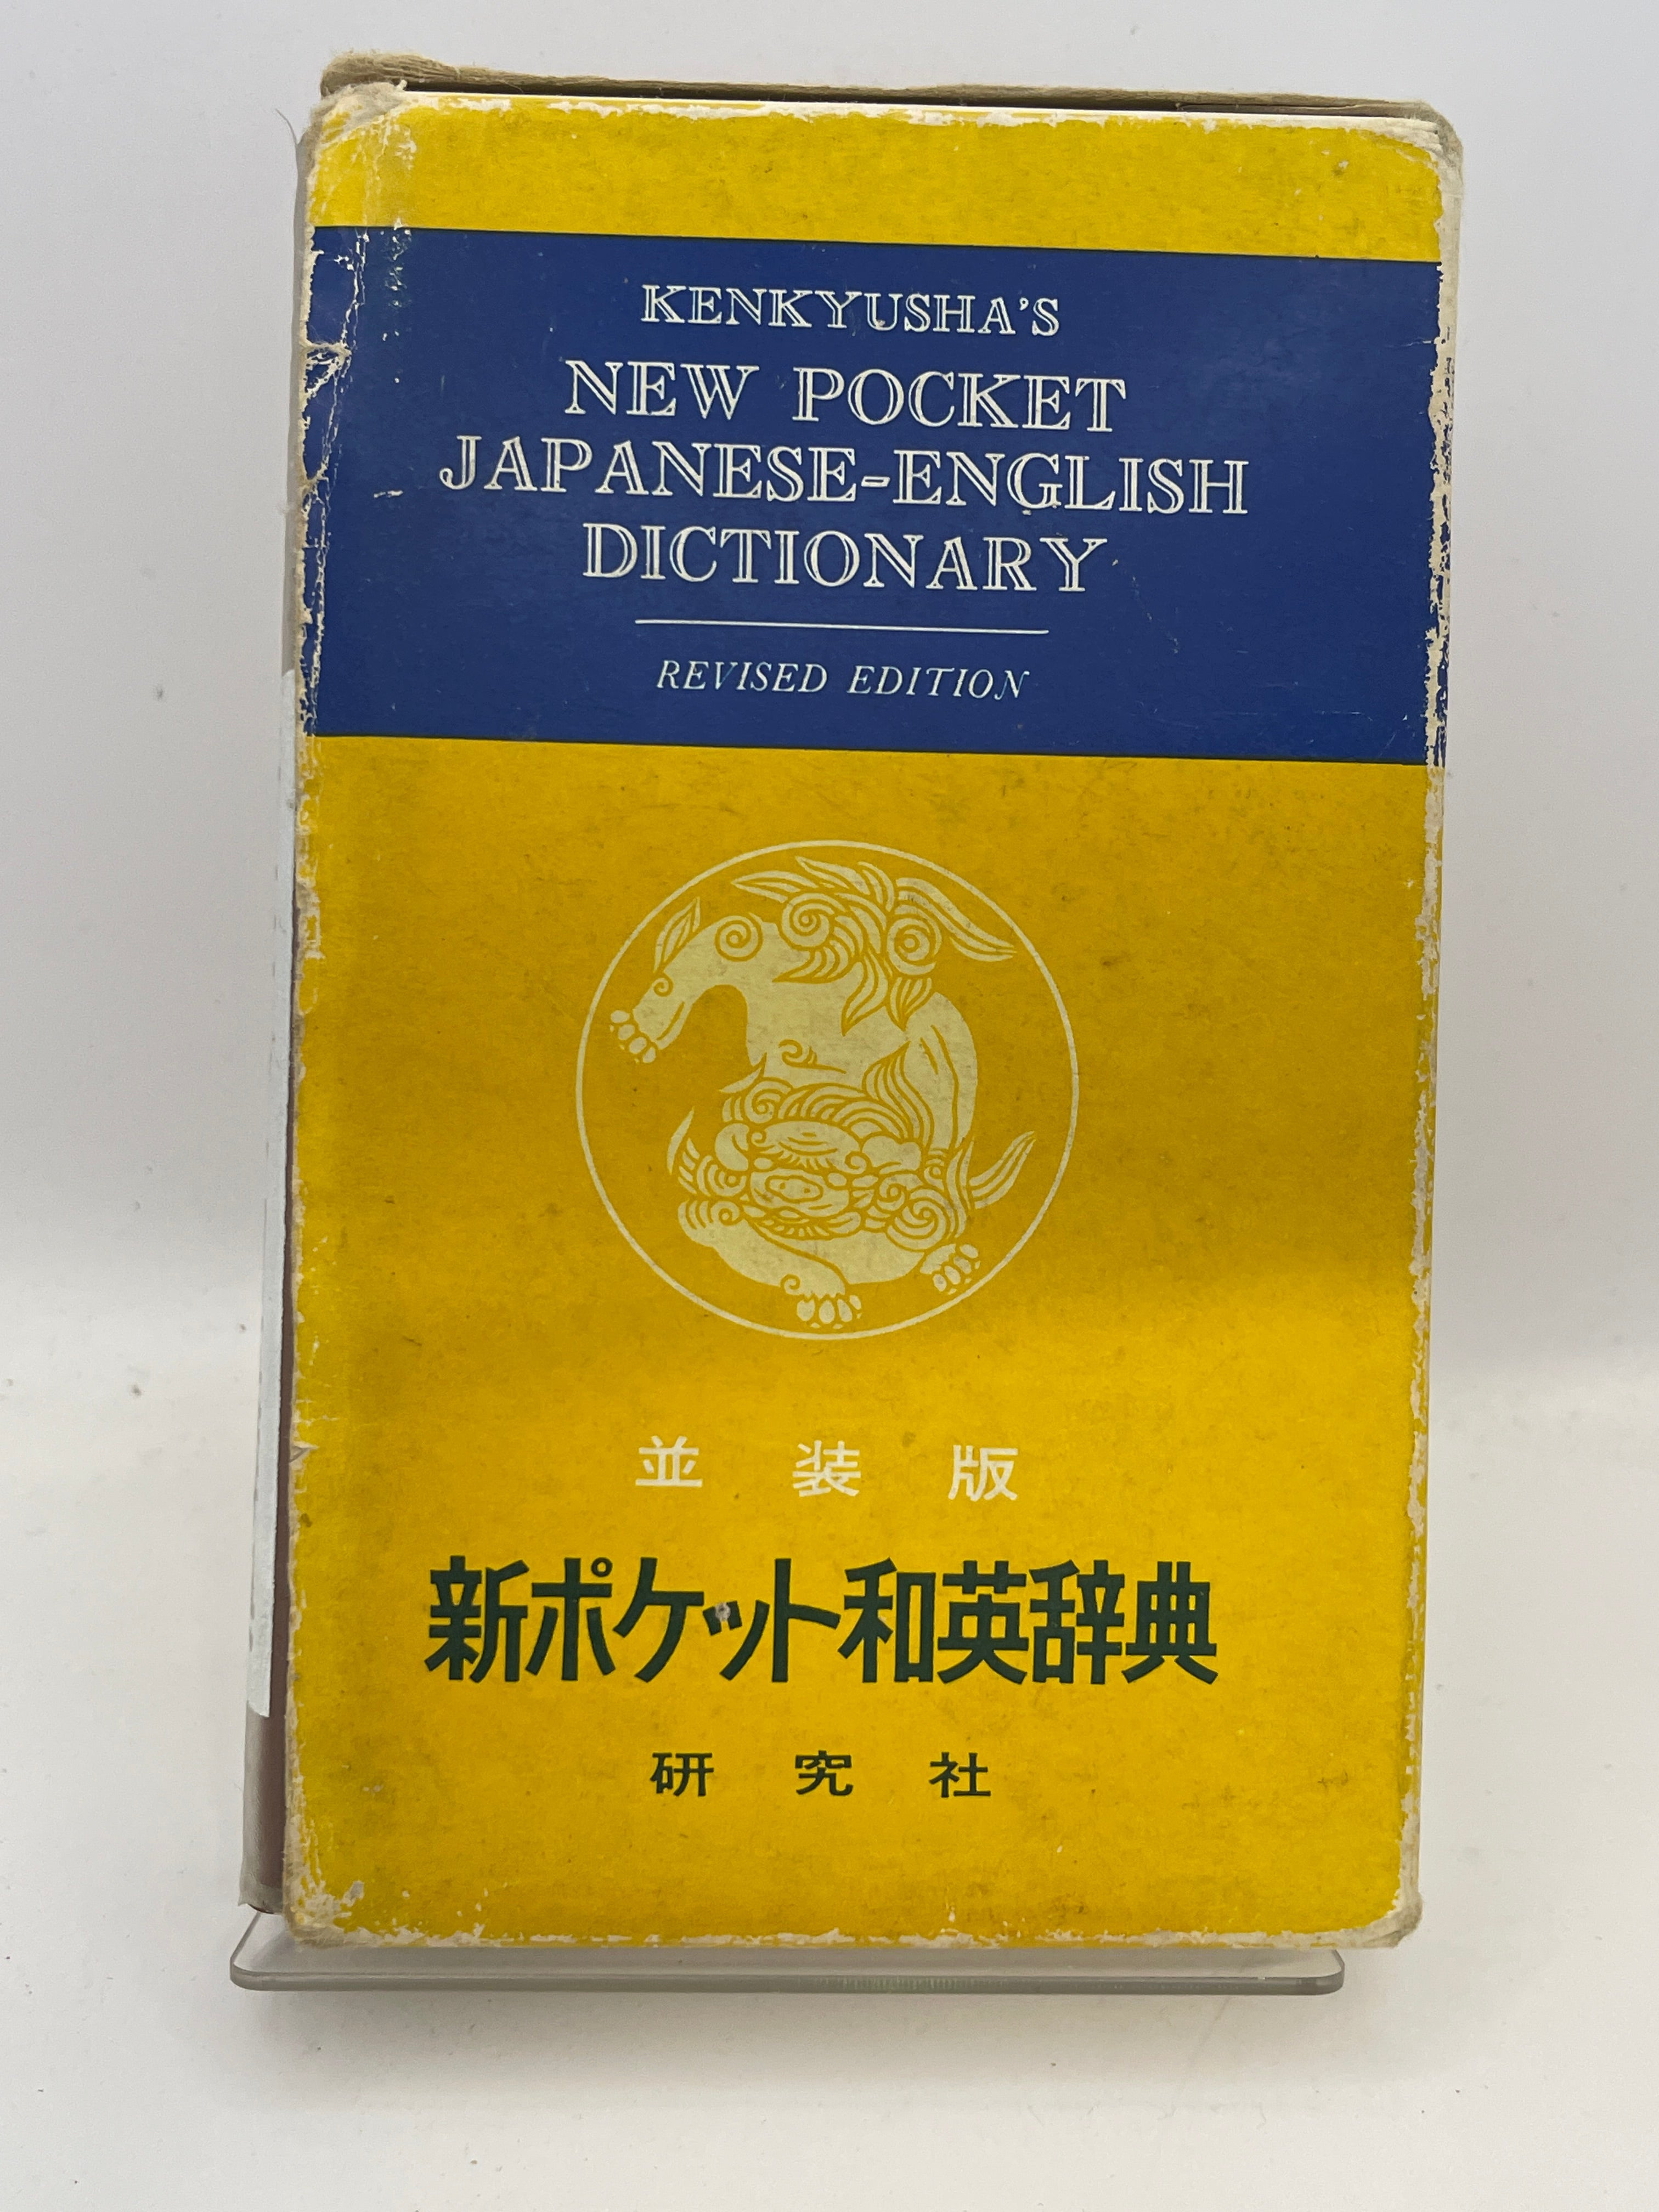 KENKYUSHA'S
NEW POCKET
JAPANESE-ENGLISH
DICTIONARY
REVISED EDITION
並装版
新ポケット和英辞典
研究社